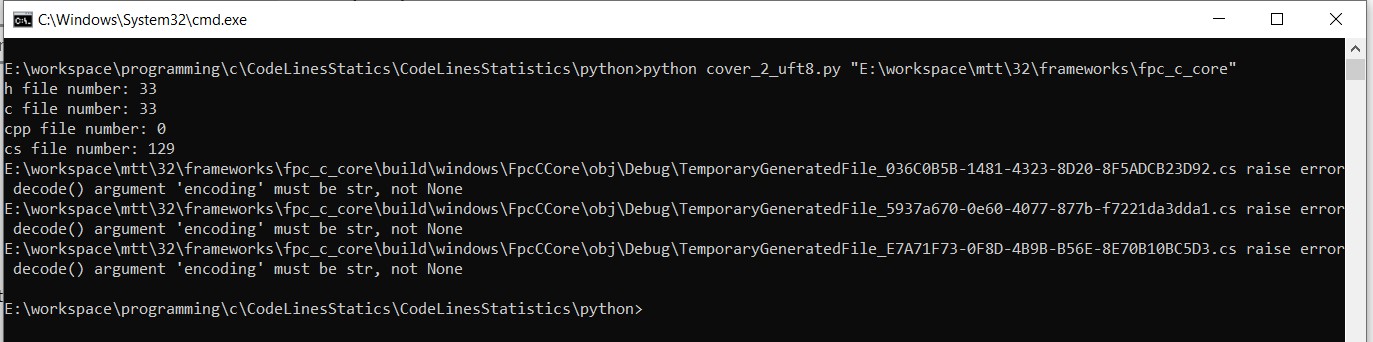 C:\Windows\System32\cmd.exe
E:\workspace\programming\c\CodeLinesStatics\CodeLinesStatistics\python>python cover_2_uft8.py "E:\workspace\mtt\32\frameworks\fpc_c_core"
h file number: 33
c file number: 33
cpp file number: 0
cs file number: 129
E:\workspace\mtt\32\frameworks\fpc_c_core\build\windows\FpcCCore\obj\Debug\TemporaryGeneratedFile_036C0B5B-1481-4323-8D20-8F5ADCB23D92.cs raise error
decode() argument 'encoding' must be str, not None
E:\workspace\mtt\32\frameworks\fpc_c_core\build\windows\FpcCCore\obj\Debug\TemporaryGeneratedFile_5937a670-0e60-4077-877b-f7221da3dda1.cs raise error
decode() argument 'encoding' must be str, not None
E:\workspace\mtt\32\frameworks\fpc_c_core\build\windows\FpcCCore\obj\Debug\TemporaryGeneratedFile_E7A71F73-0F8D-4B9B-B56E-8E70B10BC5D3.cs raise error
decode() argument 'encoding' must be str, not None
E:\workspace\programming\c\CodeLinesStatics\CodeLinesStatistics\python>